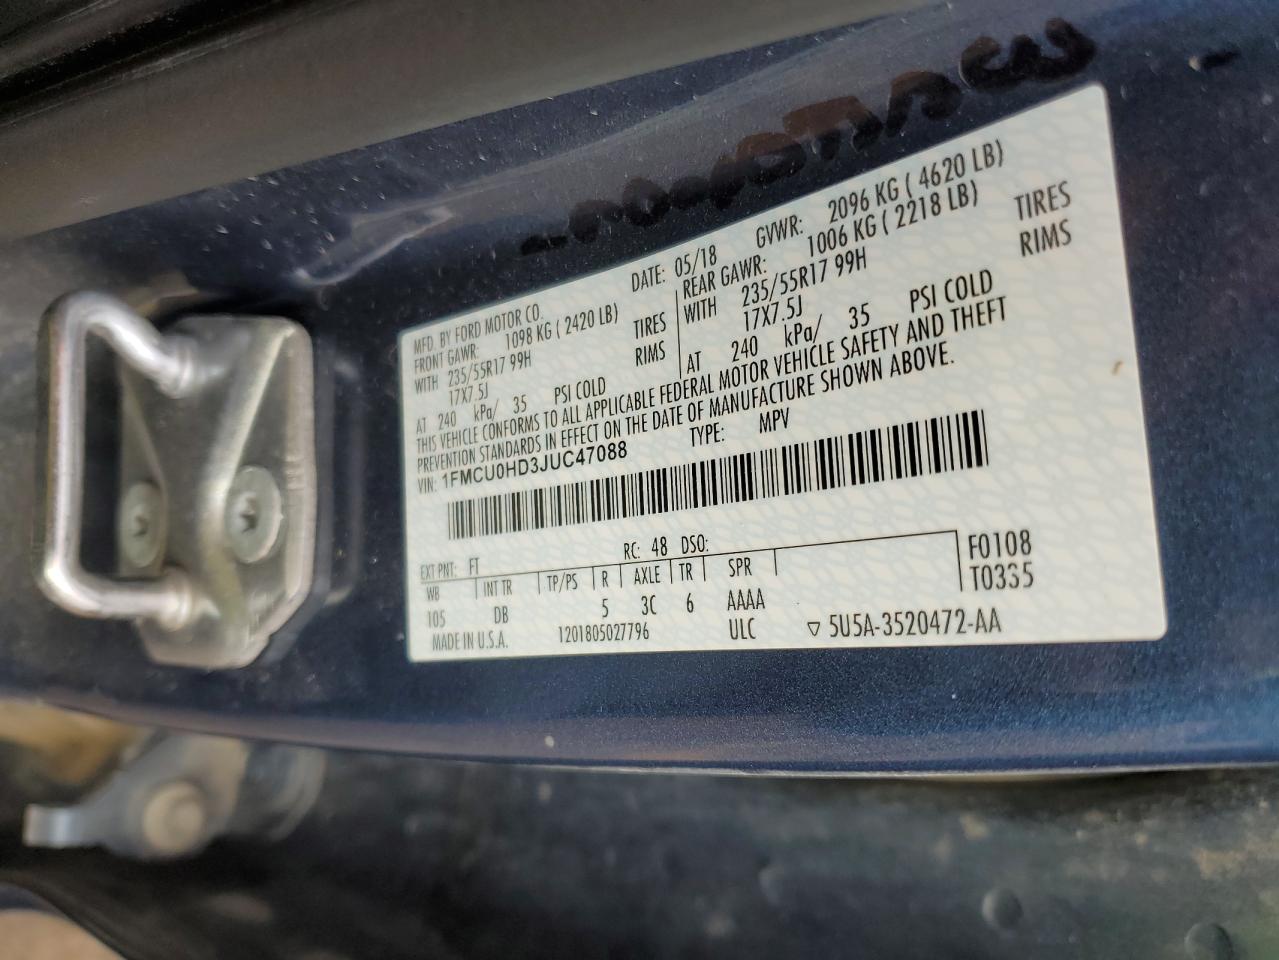 MFD. BY FORD MOTOR CO. DATE: 05/18 GVWR: 2096 KG ( 4620 LB)
FRONT GAWR: 1098 KG ( 2420 LB) REAR GAWR: 1006 KG ( 2218 LB)
WITH 235/55R17 99H TIRES WITH 235/55R17 99H TIRES
17X7.5J RIMS 17X7.5J RIMS
AT 240 kPa/ 35 PSI COLD AT 240 kPa/ 35 PSI COLD
THIS VEHICLE CONFORMS TO ALL APPLICABLE FEDERAL MOTOR VEHICLE SAFETY AND THEFT
PREVENTION STANDARDS IN EFFECT ON THE DATE OF MANUFACTURE SHOWN ABOVE.
VIN: 1FMCU0HD3JUC47088 TYPE: MPV
EXT PNT: FT RC: 48 DSO: F0108
WB INT TR TP/PS R AXLE TR SPR T0335
105 DB 5 3C 6 AAAA
MADE IN U.S.A. 1201805027796 ULC ▽ 5U5A-3520472-AA